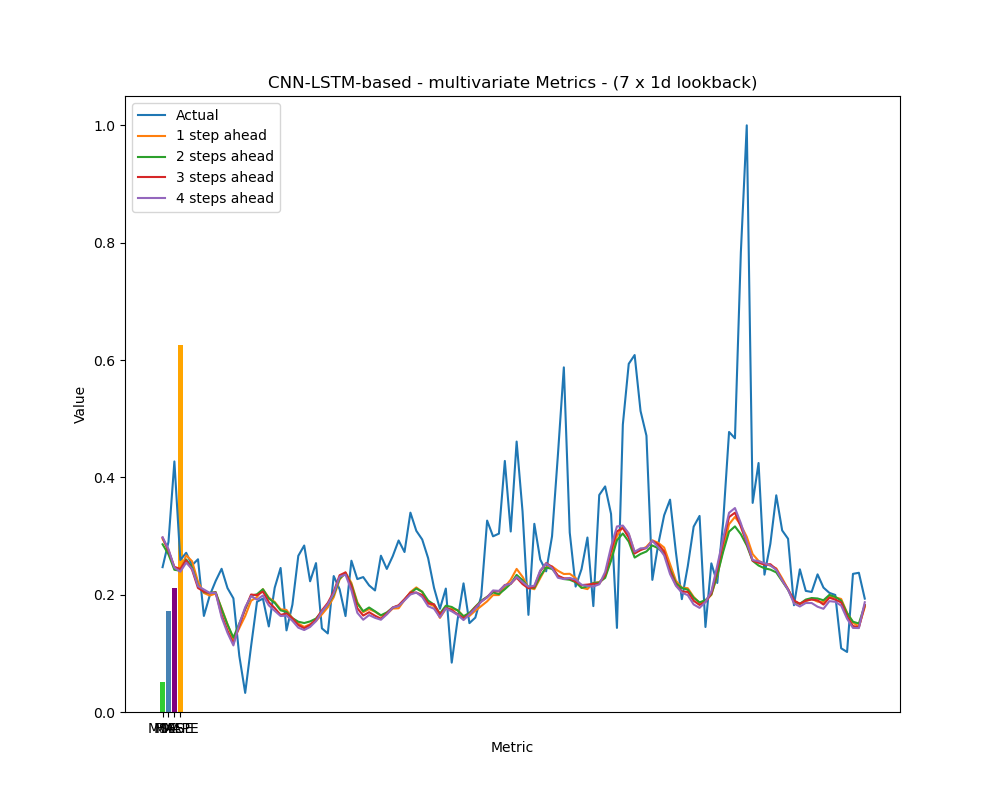 CNN-LSTM-based - multivariate Metrics - (7 x 1d lookback)
Actual
1 step ahead
2 steps ahead
3 steps ahead
4 steps ahead
1.0
0.8
0.6
0.4
0.2
0.0
Value
Metric